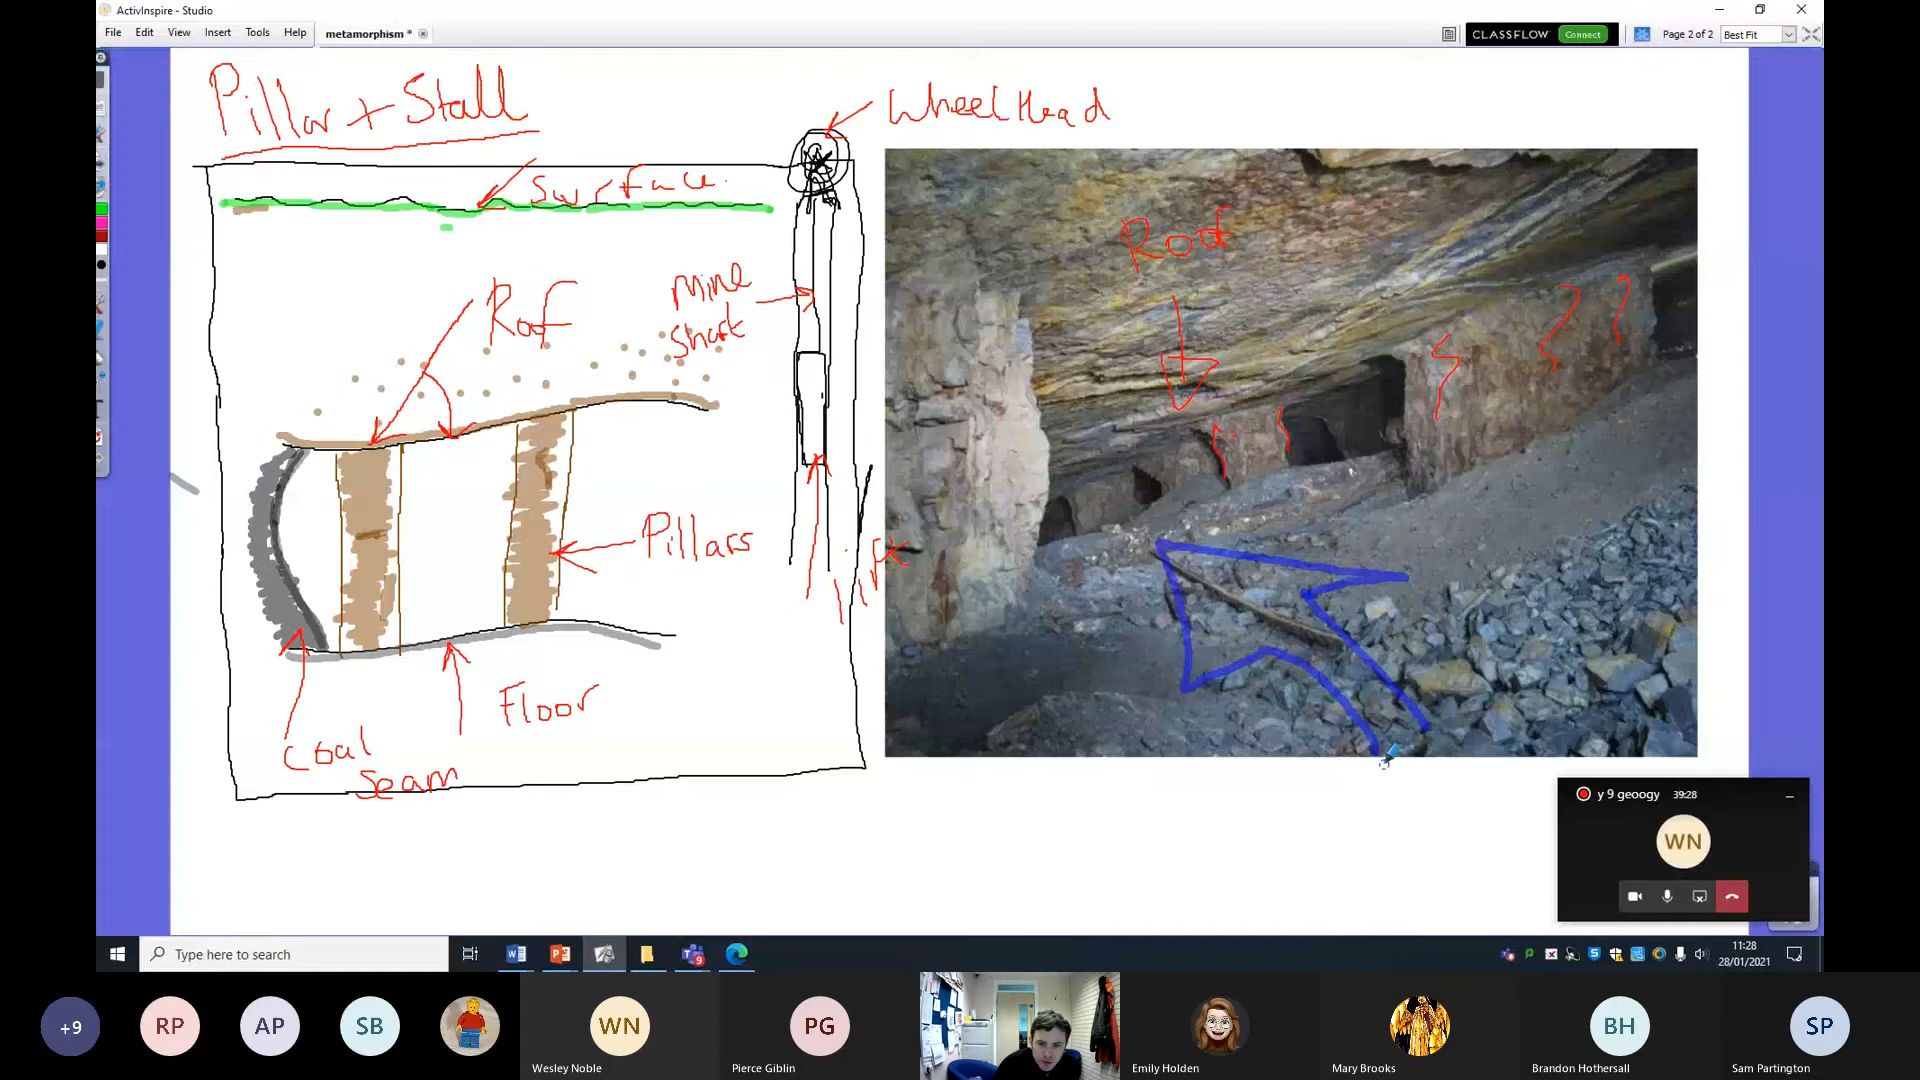 ActivInspire - Studio
File Edit View Insert Tools Help
metamorphism *
CLASSFLOW Connect
Page 2 of 2
Best Fit
Pillar + Stall
Wheel Head
Surface
Roof
Mine
Shaft
Roof
Pillars
Lift
Floor
Coal
Seam
y 9 geoogy 39:28
WN
Type here to search
9
11:28
28/01/2021
+9
RP
AP
SB
WN
Wesley Noble
PG
Pierce Giblin
Emily Holden
Mary Brooks
BH
Brandon Hothersall
SP
Sam Partington